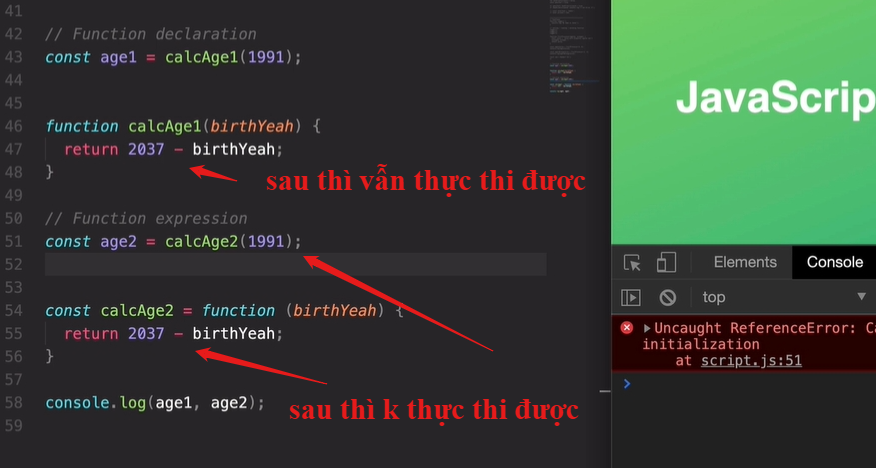 41
42 // Function declaration
43 const age1 = calcAge1(1991);
44
45
46 function calcAge1(birthYeah) {
47 return 2037 - birthYeah;
48 }
49
50 // Function expression
51 const age2 = calcAge2(1991);
52
53
54 const calcAge2 = function (birthYeah) {
55 return 2037 - birthYeah;
56 }
57
58 console.log(age1, age2);
59
sau thì vẫn thực thi được
sau thì k thực thi được
JavaScrip
Elements Console
top
Uncaught ReferenceError: Ca
initialization
at script.js:51